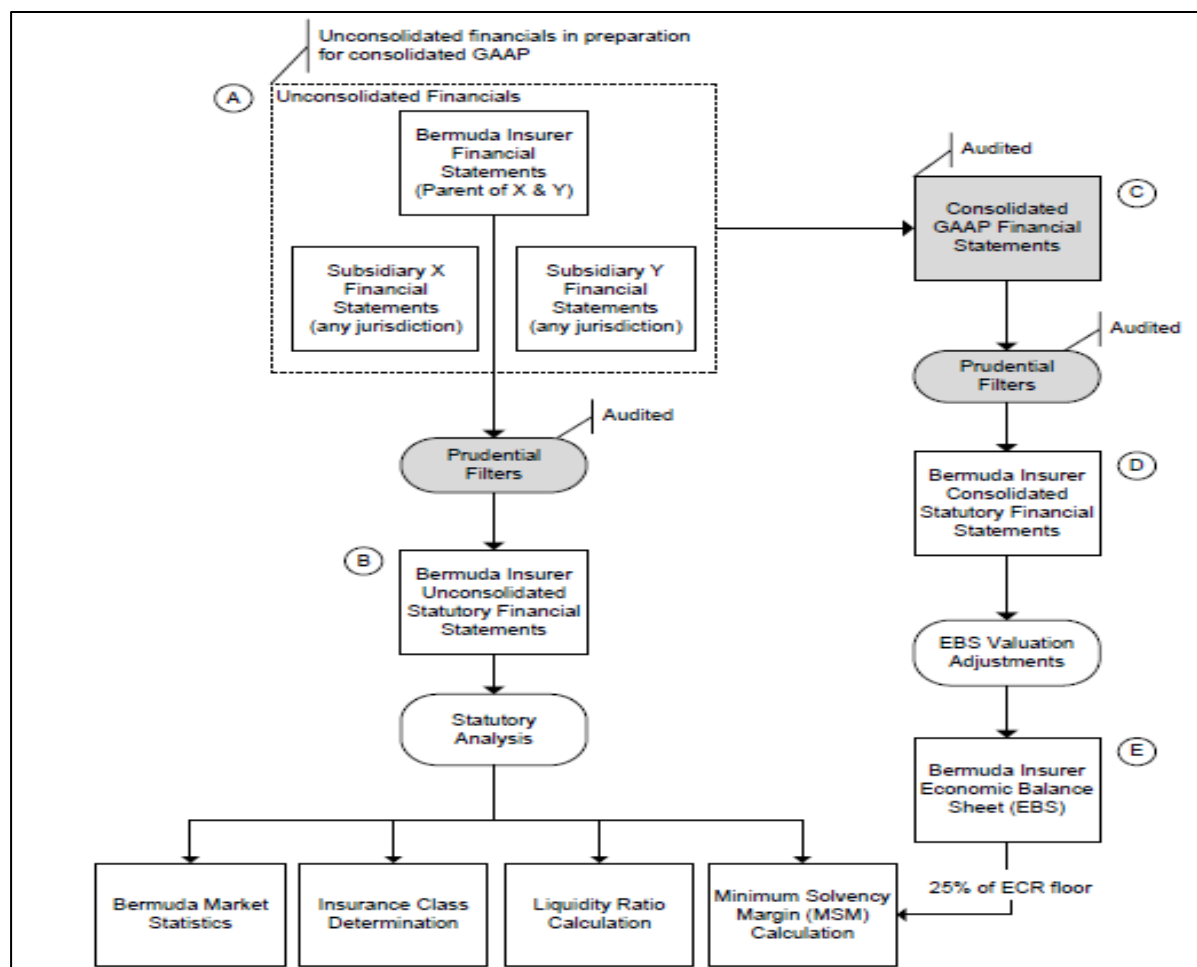 Unconsolidated financials in preparation
for consolidated GAAP
A
Unconsolidated Financials
Bermuda Insurer
Financial
Statements
(Parent of X & Y)
Subsidiary X
Financial
Statements
(any jurisdiction)
Subsidiary Y
Financial
Statements
(any jurisdiction)
Audited
C
Consolidated
GAAP Financial
Statements
Audited
Prudential
Filters
Audited
Prudential
Filters
D
Bermuda Insurer
Consolidated
Statutory Financial
Statements
B
Bermuda Insurer
Unconsolidated
Statutory Financial
Statements
EBS Valuation
Adjustments
Statutory
Analysis
E
Bermuda Insurer
Economic Balance
Sheet (EBS)
25% of ECR floor
Bermuda Market
Statistics
Insurance Class
Determination
Liquidity Ratio
Calculation
Minimum Solvency
Margin (MSM)
Calculation